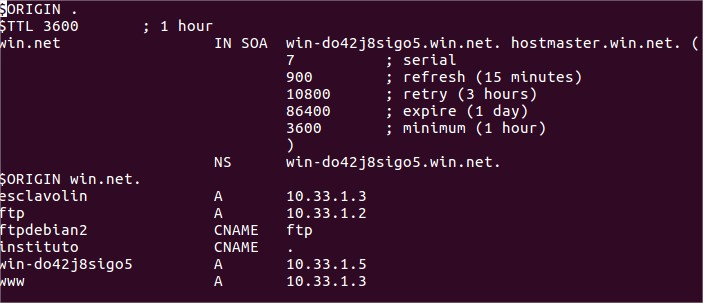 $ORIGIN .
$TTL 3600 ; 1 hour
win.net IN SOA win-do42j8sigo5.win.net. hostmaster.win.net. (
7 ; serial
900 ; refresh (15 minutes)
10800 ; retry (3 hours)
86400 ; expire (1 day)
3600 ; minimum (1 hour)
)
NS win-do42j8sigo5.win.net.
$ORIGIN win.net.
esclavolin A 10.33.1.3
ftp A 10.33.1.2
ftpdebian2 CNAME ftp
instituto CNAME .
win-do42j8sigo5 A 10.33.1.5
www A 10.33.1.3